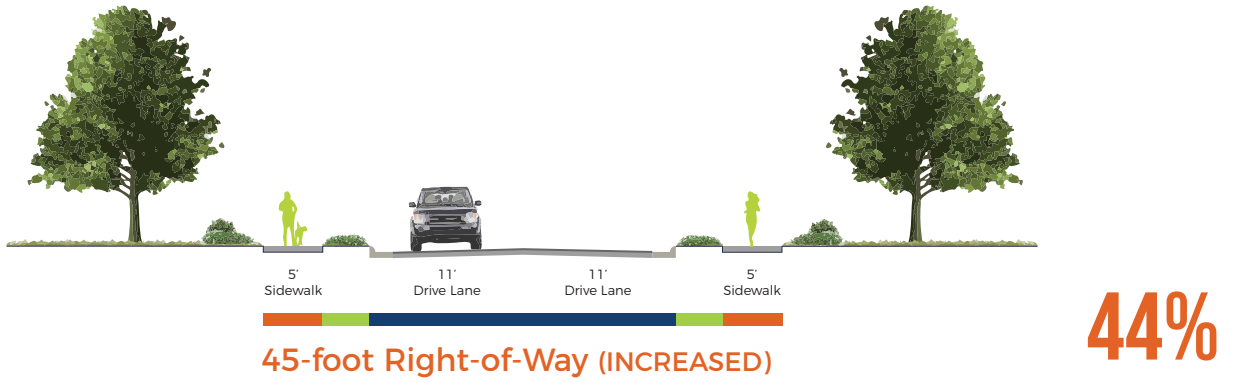 5'
Sidewalk
11'
Drive Lane
11'
Drive Lane
5'
Sidewalk
45-foot Right-of-Way (INCREASED)
44%